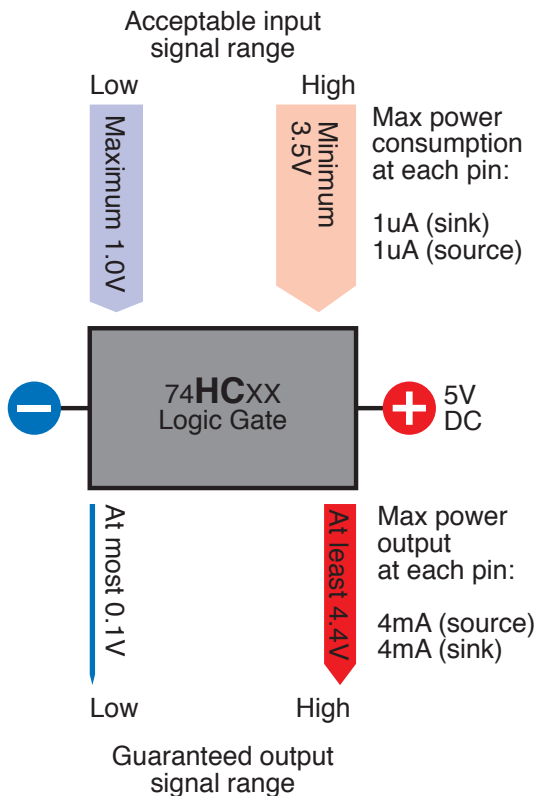 Acceptable input
signal range
Low
High
Maximum 1.0V
Minimum
3.5V
Max power
consumption
at each pin:
1uA (sink)
1uA (source)
74HCXX
Logic Gate
5V
DC
At most 0.1V
At least 4.4V
Max power
output
at each pin:
4mA (source)
4mA (sink)
Low
High
Guaranteed output
signal range